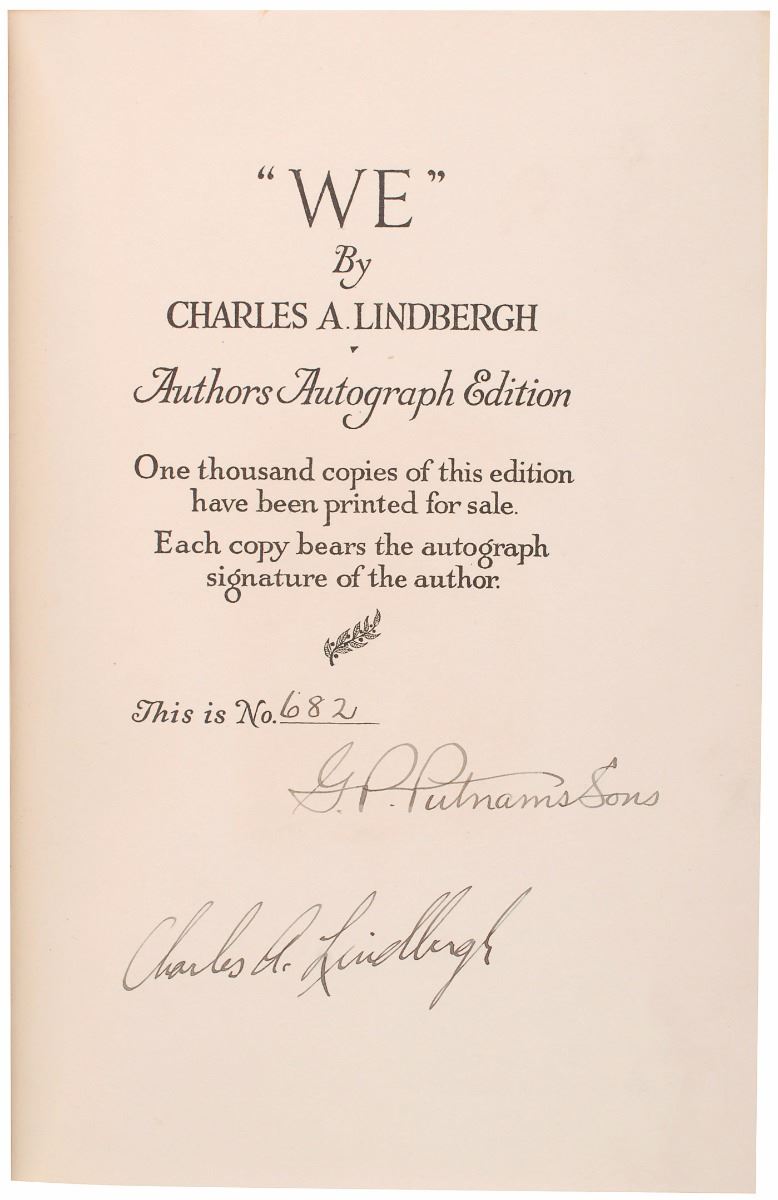 “WE”
By
CHARLES A. LINDBERGH
Authors Autograph Edition
One thousand copies of this edition
have been printed for sale.
Each copy bears the autograph
signature of the author.
This is No. 682
G. P. Putnams Sons
Charles A. Lindbergh